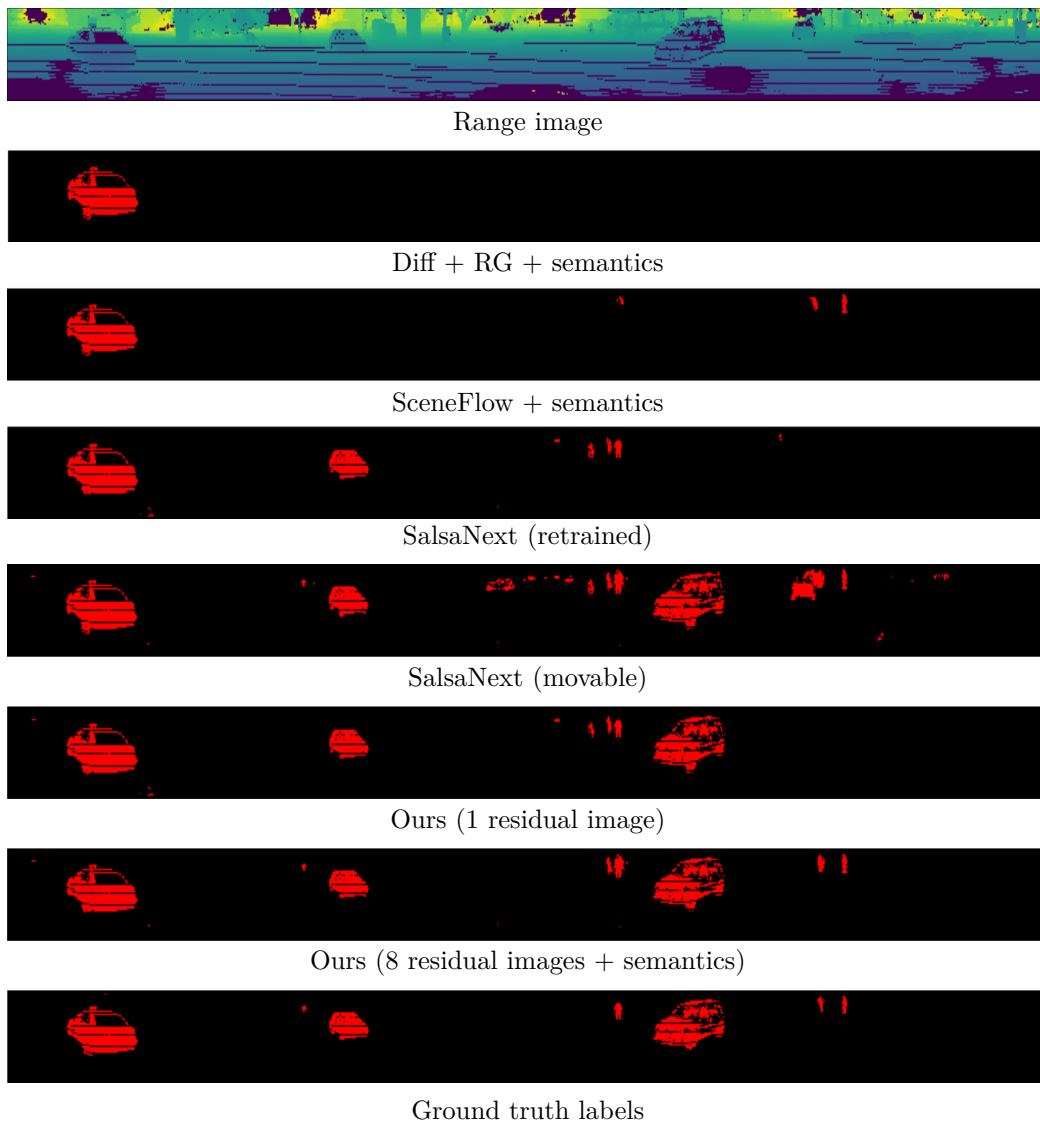 Range image
Diff + RG + semantics
SceneFlow + semantics
SalsaNext (retrained)
SalsaNext (movable)
Ours (1 residual image)
Ours (8 residual images + semantics)
Ground truth labels